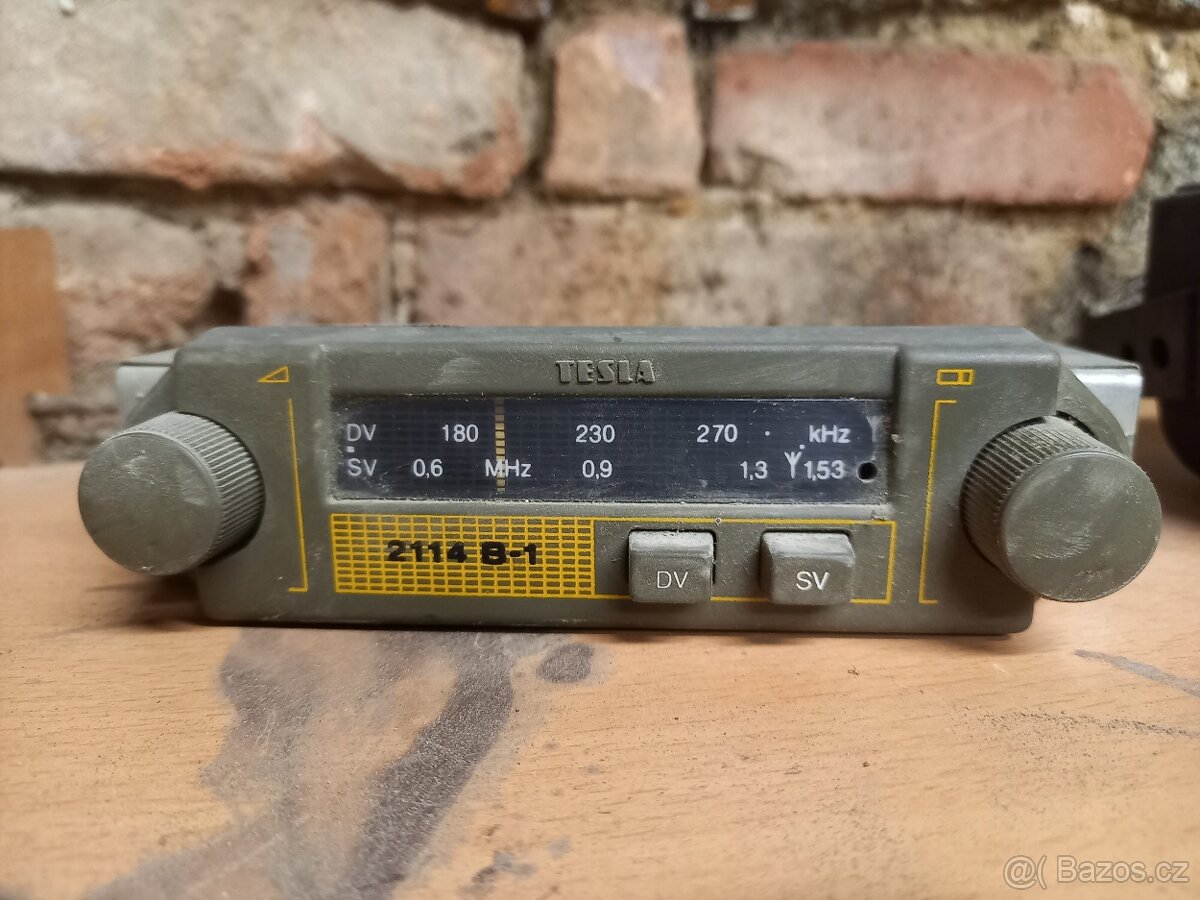 TESLA
DV 180 230 270 · kHz
SV 0,6 MHz 0,9 1,3 1,53
2114 B-1
DV SV
@( Bazos.cz